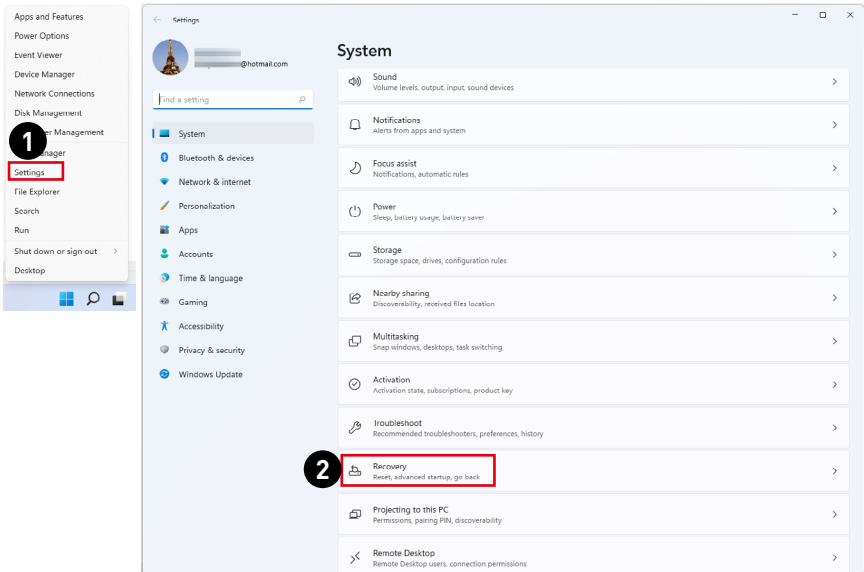 Apps and Features
Power Options
Event Viewer
Device Manager
Network Connections
Disk Management
er Management
1
anager
Settings
File Explorer
Search
Run
Shut down or sign out
Desktop
Settings
@hotmail.com
Find a setting
System
Bluetooth & devices
Network & internet
Personalization
Apps
Accounts
Time & language
Gaming
Accessibility
Privacy & security
Windows Update
System
Sound
Volume levels, output, input, sound devices
Notifications
Alerts from apps and system
Focus assist
Notifications, automatic rules
Power
Sleep, battery usage, battery saver
Storage
Storage space, drives, configuration rules
Nearby sharing
Discoverability, received files location
Multitasking
Snap windows, desktops, task switching
Activation
Activation state, subscriptions, product key
Troubleshoot
Recommended troubleshooters, preferences, history
2
Recovery
Reset, advanced startup, go back
Projecting to this PC
Permissions, pairing PIN, discoverability
Remote Desktop
Remote Desktop users, connection permissions